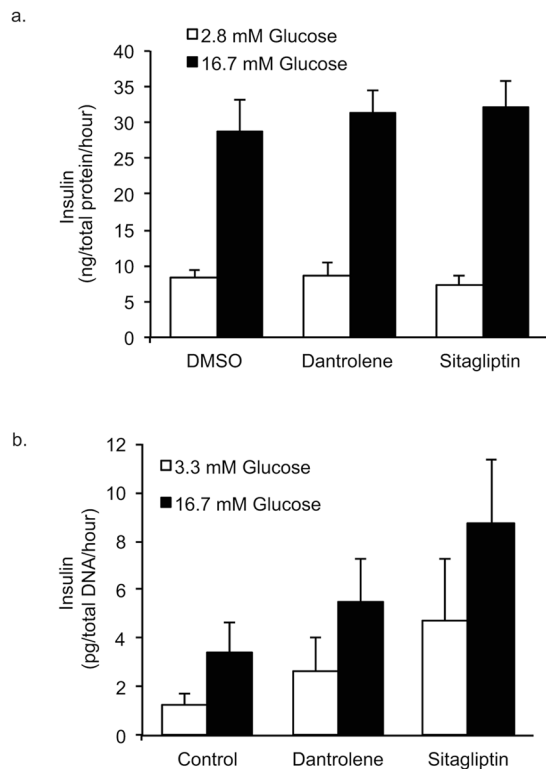 a.
2.8 mM Glucose
16.7 mM Glucose
40
35
30
25
20
15
10
5
0
Insulin
(ng/total protein/hour)
DMSO Dantrolene Sitagliptin
b.
3.3 mM Glucose
16.7 mM Glucose
12
10
8
6
4
2
0
Insulin
(pg/total DNA/hour)
Control Dantrolene Sitagliptin